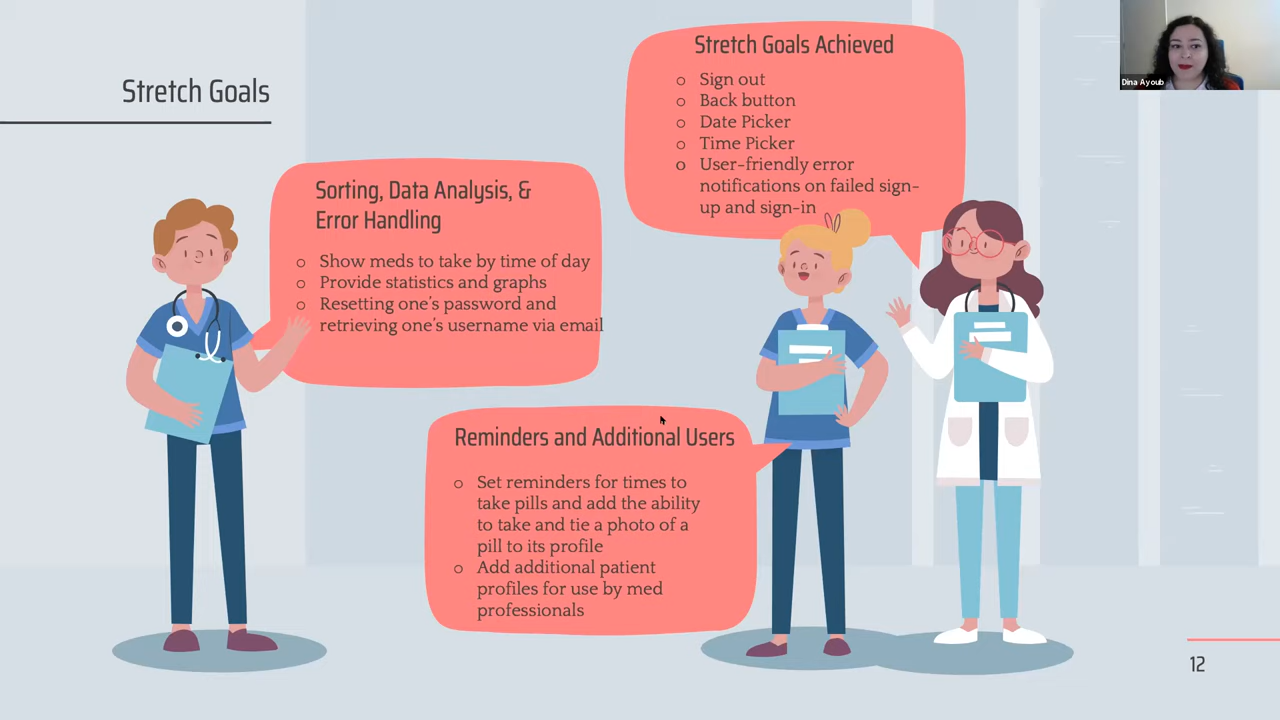 Stretch Goals
Stretch Goals Achieved
○ Sign out
○ Back button
○ Date Picker
○ Time Picker
○ User-friendly error
notifications on failed sign-
up and sign-in
Dina Ayoub
Sorting, Data Analysis, &
Error Handling
○ Show meds to take by time of day
○ Provide statistics and graphs
○ Resetting one's password and
retrieving one's username via email
Reminders and Additional Users
○ Set reminders for times to
take pills and add the ability
to take and tie a photo of a
pill to its profile
○ Add additional patient
profiles for use by med
professionals
12